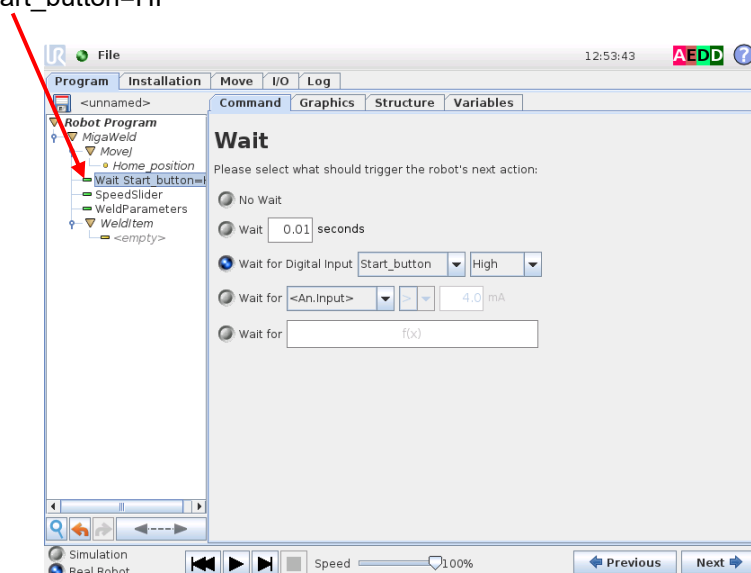 art_button=HI
UR File 12:53:43 AEDD ?
Program Installation Move I/O Log
<unnamed> Command Graphics Structure Variables
Robot Program
MigaWeld
MoveJ
Home_position
Wait Start_button=H
SpeedSlider
WeldParameters
WeldItem
<empty>
Wait
Please select what should trigger the robot's next action:
No Wait
Wait 0.01 seconds
Wait for Digital Input Start_button High
Wait for <An.Input> > 4.0 mA
Wait for f(x)
Simulation
Real Robot
Speed 100%
Previous Next